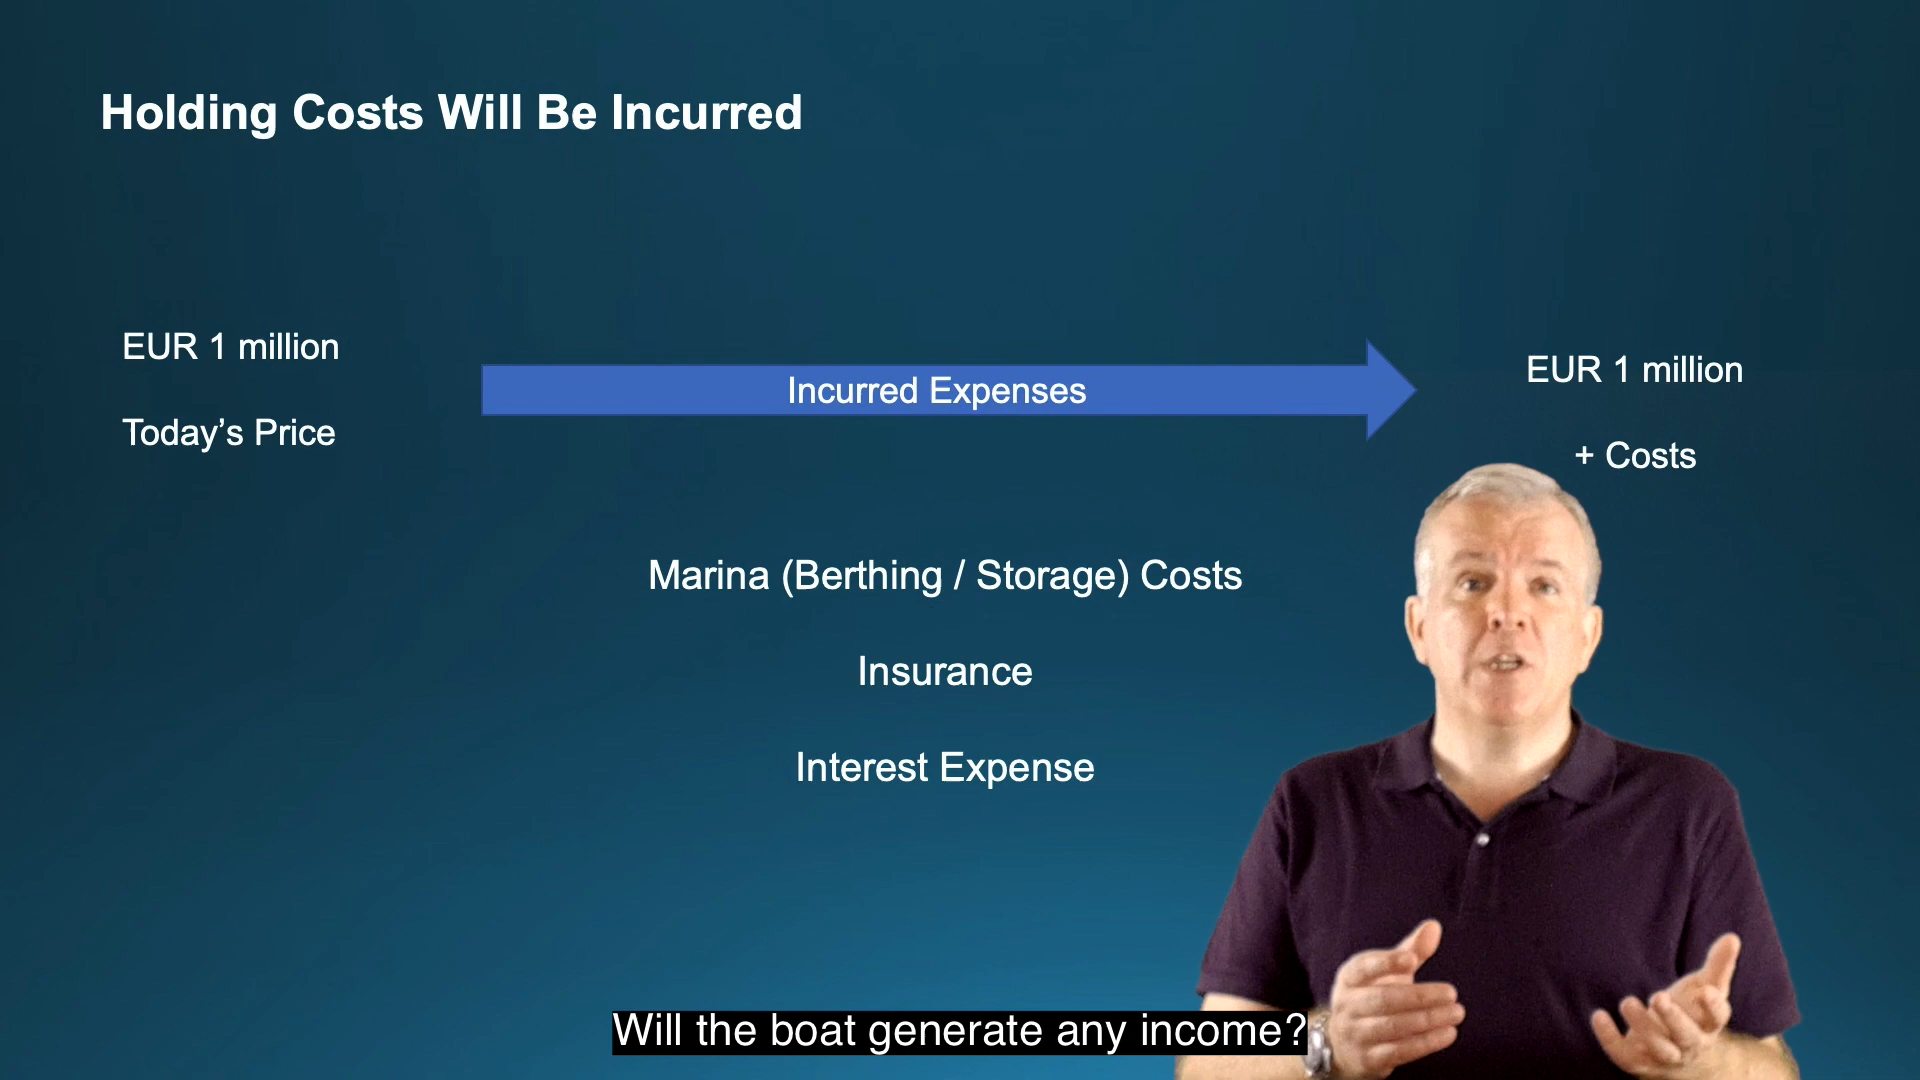 Holding Costs Will Be Incurred
EUR 1 million
Today’s Price
Incurred Expenses
EUR 1 million
+ Costs
Marina (Berthing / Storage) Costs
Insurance
Interest Expense
Will the boat generate any income?